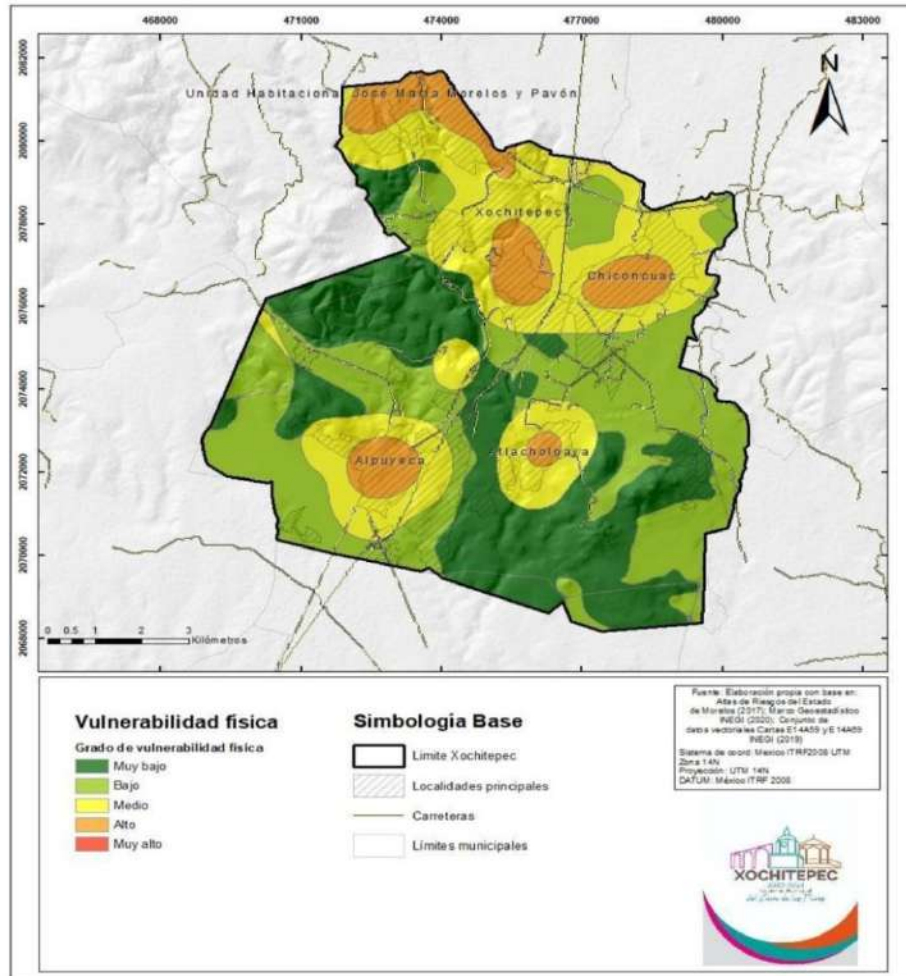 468000 471000 474000 477000 480000 483000
2082000
2080000
2078000
2076000
2074000
2072000
2070000
2068000
N
Unidad Habitacional José María Morelos y Pavón
Xochitepec
Chiconcuac
Alpuyeca
Atlacholoaya
0 0.5 1 2 3
Kilómetros
Vulnerabilidad física
Grado de vulnerabilidad física
Muy bajo
Bajo
Medio
Alto
Muy alto
Simbología Base
Limite Xochitepec
Localidades principales
Carreteras
Límites municipales
Fuente: Elaboración propia con base en:
Atlas de Riesgos del Estado
de Morelos (2017); Marco Geoestadístico
INEGI (2020); Conjunto de
datos vectoriales Cartas E14A59 y E14A69
INEGI (2019)
Sistema de coord: Mexico ITRF2008 UTM
Zona 14N
Proyección: UTM 14N
DATUM: México ITRF 2008
XOCHITEPEC